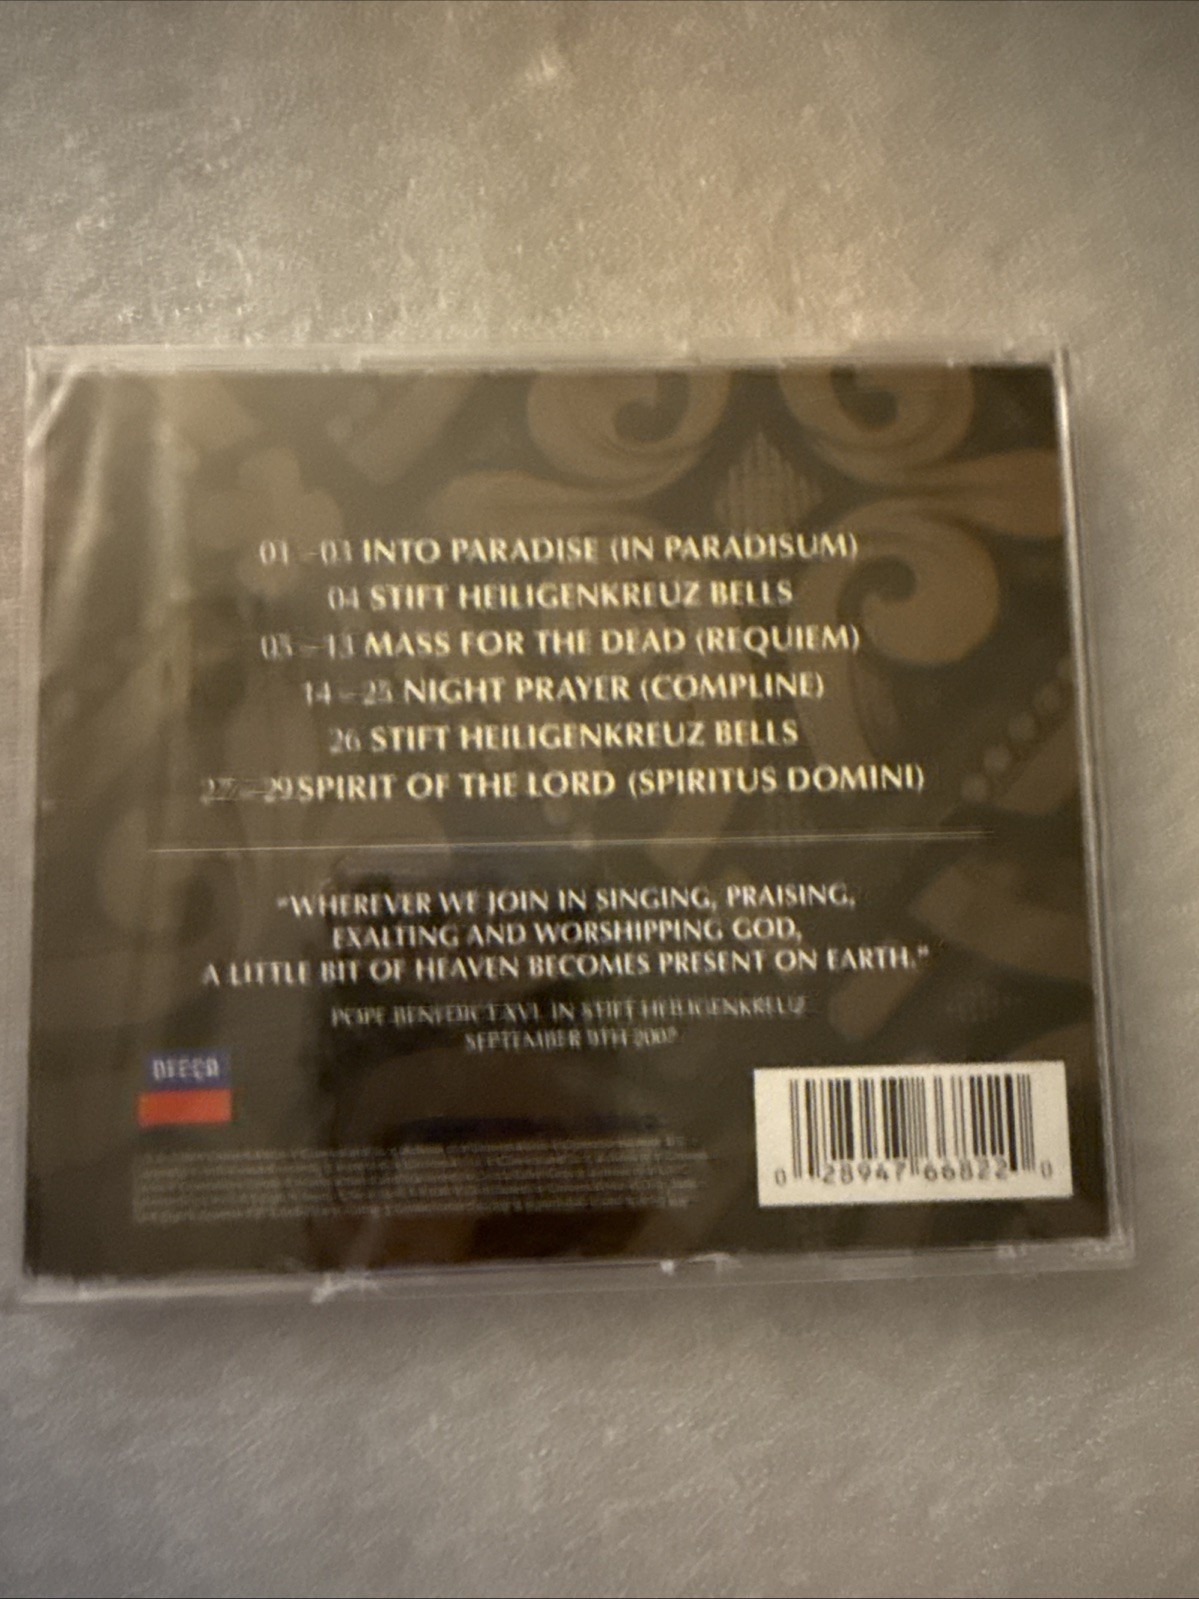 01 – 03 INTO PARADISE (IN PARADISUM)
04 STIFT HEILIGENKREUZ BELLS
05 – 13 MASS FOR THE DEAD (REQUIEM)
14 – 25 NIGHT PRAYER (COMPLINE)
26 STIFT HEILIGENKREUZ BELLS
27 – 29 SPIRIT OF THE LORD (SPIRITUS DOMINI)
"WHEREVER WE JOIN IN SINGING, PRAISING,
EXALTING AND WORSHIPPING GOD,
A LITTLE BIT OF HEAVEN BECOMES PRESENT ON EARTH."
POPE BENEDICT XVI. IN STIFT HEILIGENKREUZ
SEPTEMBER 9TH 2007
DECCA
0 28947 66822 0